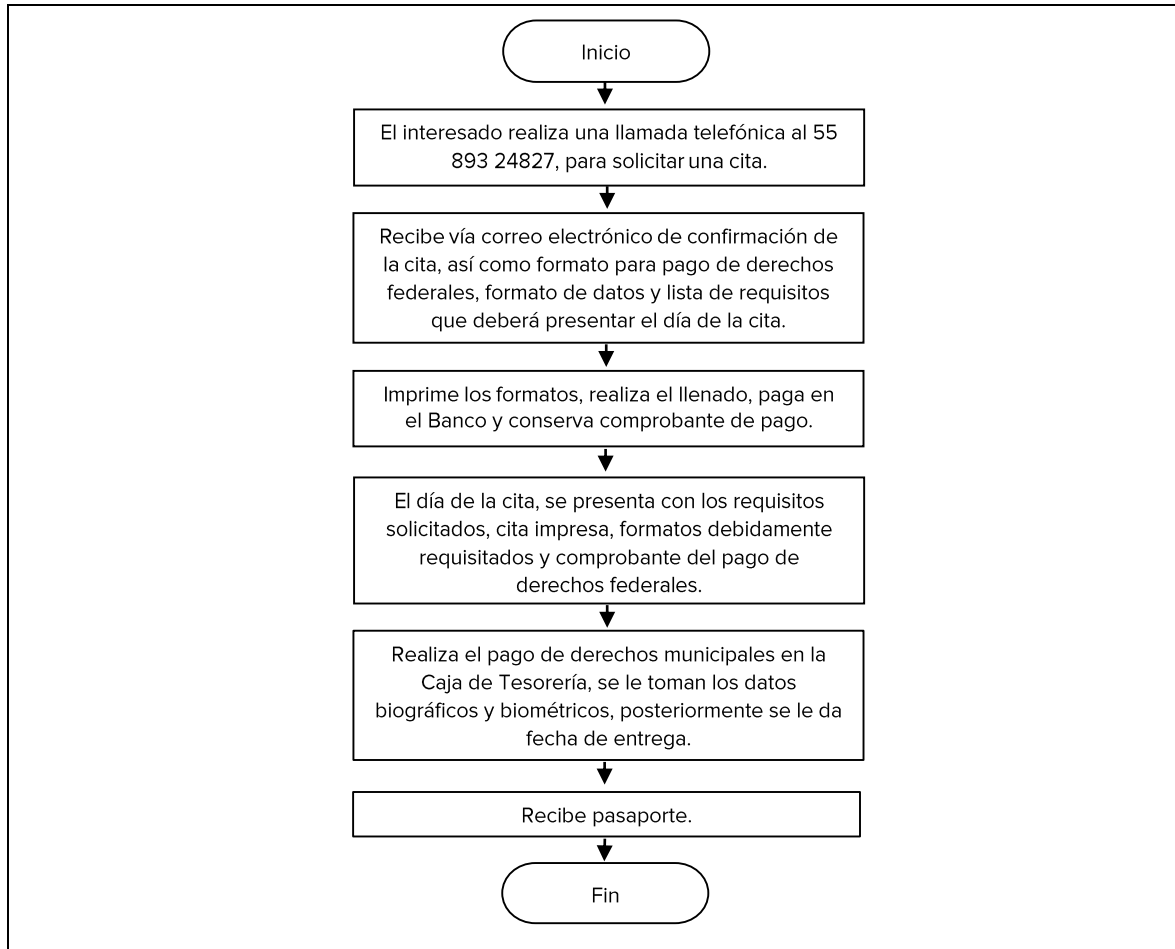 Inicio
El interesado realiza una llamada telefónica al 55
893 24827, para solicitar una cita.
Recibe vía correo electrónico de confirmación de
la cita, así como formato para pago de derechos
federales, formato de datos y lista de requisitos
que deberá presentar el día de la cita.
Imprime los formatos, realiza el llenado, paga en
el Banco y conserva comprobante de pago.
El día de la cita, se presenta con los requisitos
solicitados, cita impresa, formatos debidamente
requisitados y comprobante del pago de
derechos federales.
Realiza el pago de derechos municipales en la
Caja de Tesorería, se le toman los datos
biográficos y biométricos, posteriormente se le da
fecha de entrega.
Recibe pasaporte.
Fin